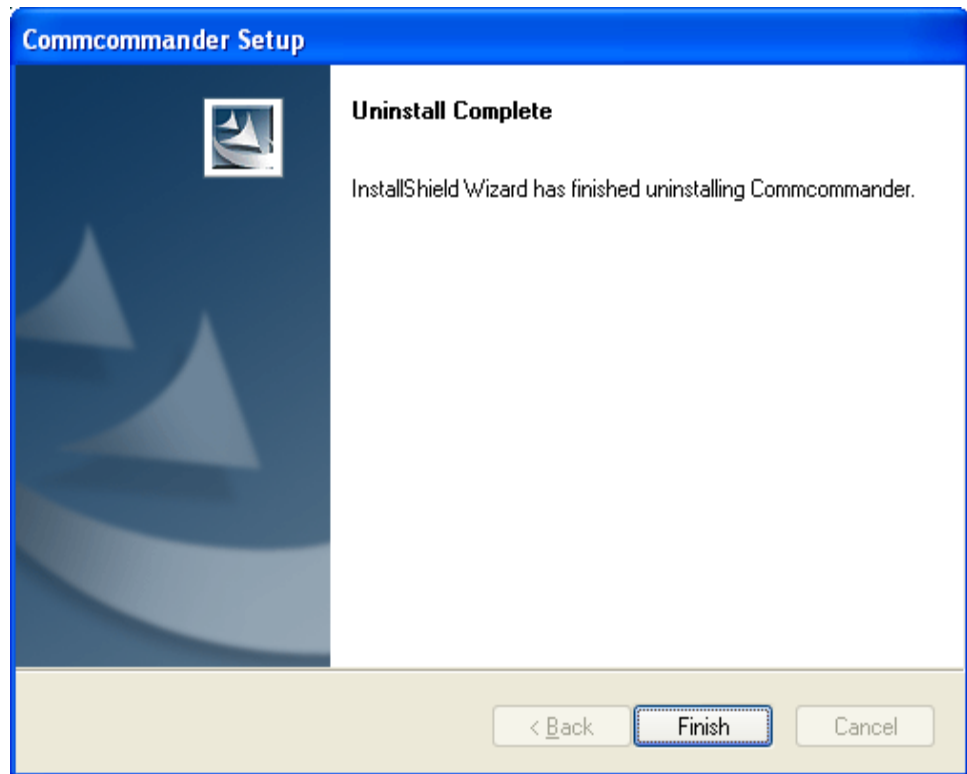 Commcommander Setup
Uninstall Complete
InstallShield Wizard has finished uninstalling Commcommander.
< Back
Finish
Cancel